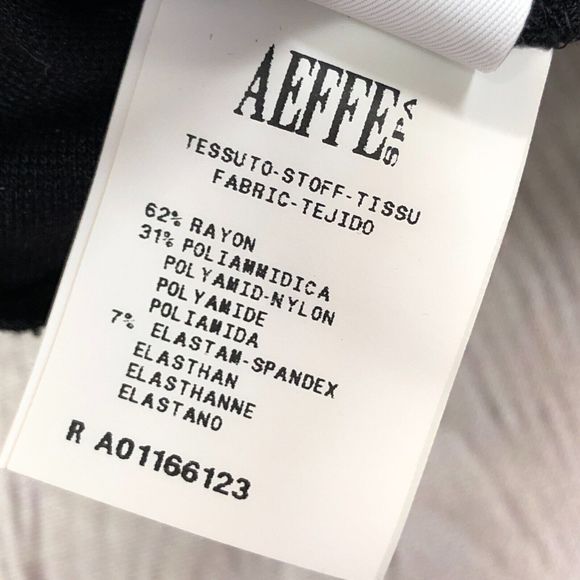 AEFFE SPA
TESSUTO-STOFF-TISSU
FABRIC-TEJIDO
62% RAYON
31% POLIAMMIDICA
POLYAMID-NYLON
POLYAMIDE
POLIAMIDA
7% ELASTAM-SPANDEX
ELASTHAN
ELASTHANNE
ELASTANO
R A01166123